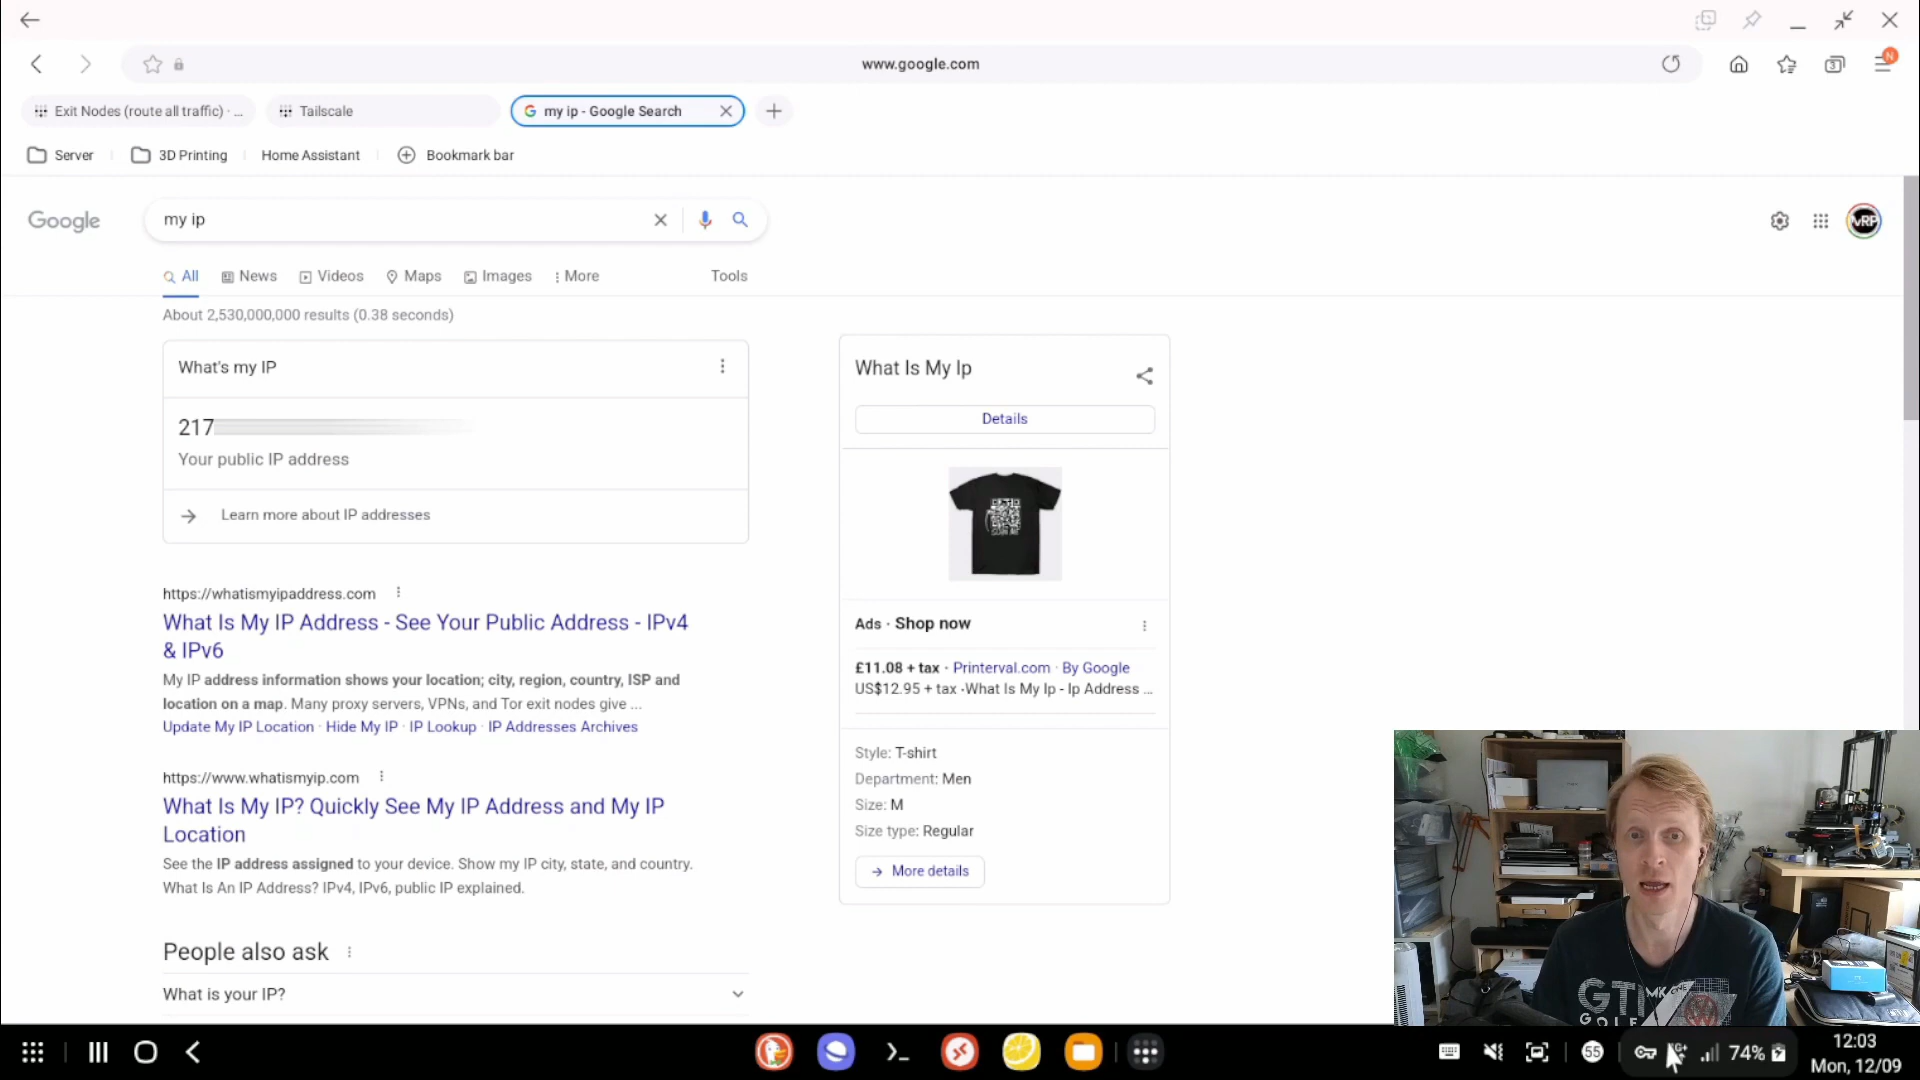 www.google.com
N
3
Exit Nodes (route all traffic) · ...
Tailscale
my ip - Google Search
Server
3D Printing
Home Assistant
Bookmark bar
Google
my ip
All
News
Videos
Maps
Images
More
Tools
About 2,530,000,000 results (0.38 seconds)
What's my IP
217
Your public IP address
Learn more about IP addresses
https://whatismyipaddress.com
What Is My IP Address - See Your Public Address - IPv4
& IPv6
My IP address information shows your location; city, region, country, ISP and
location on a map. Many proxy servers, VPNs, and Tor exit nodes give ...
Update My IP Location · Hide My IP · IP Lookup · IP Addresses Archives
https://www.whatismyip.com
What Is My IP? Quickly See My IP Address and My IP
Location
See the IP address assigned to your device. Show my IP city, state, and country.
What Is An IP Address? IPv4, IPv6, public IP explained.
People also ask
What is your IP?
What Is My Ip
Details
Ads · Shop now
£11.08 + tax · Printerval.com · By Google
US$12.95 + tax ·What Is My Ip - Ip Address ...
Style: T-shirt
Department: Men
Size: M
Size type: Regular
More details
GTI
MK ONE
GOLF
55
74%
12:03
Mon, 12/09